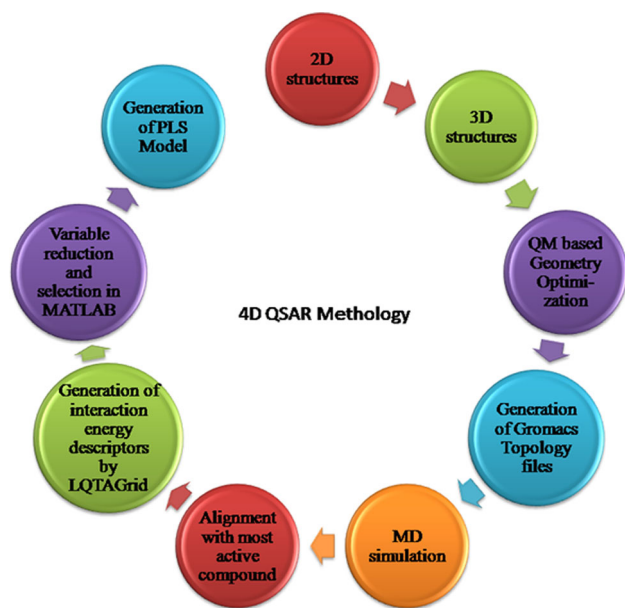 2D
structures
3D
structures
QM based
Geometry
Optimi-
zation
Generation
of Gromacs
Topology
files
MD
simulation
Alignment
with most
active
compound
Generation of
interaction
energy
descriptors
by
LQTAGrid
Variable
reduction
and
selection in
MATLAB
Generation
of PLS
Model
4D QSAR Methology